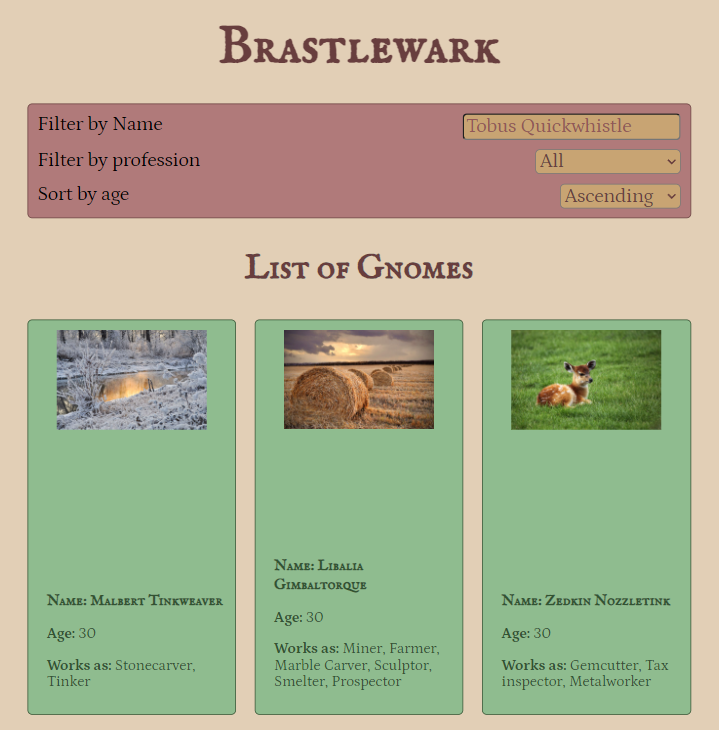 Brastlewark
Filter by Name
Tobus Quickwhistle
Filter by profession
All
Sort by age
Ascending
List of Gnomes
Name: Malbert Tinkweaver
Age: 30
Works as: Stonecarver,
Tinker
Name: Libalia
Gimbaltorque
Age: 30
Works as: Miner, Farmer,
Marble Carver, Sculptor,
Smelter, Prospector
Name: Zedkin Nozzletink
Age: 30
Works as: Gemcutter, Tax
inspector, Metalworker